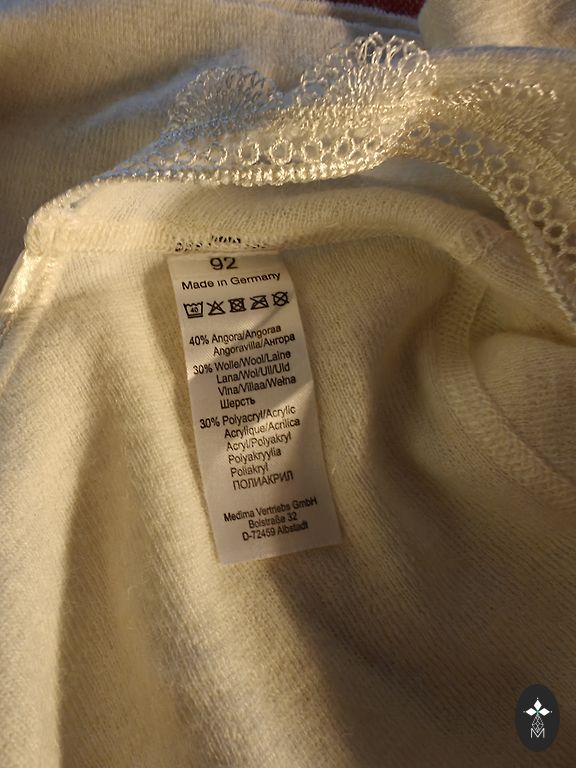 92
Made in Germany
40
40% Angora/Angoraa
Angoravilla/Ангора
30% Wolle/Wool/Laine
Lana/Wol/Ull/Uld
Vlna/Villaa/Wełna
Шерсть
30% Polyacryl/Acrylic
Acrylique/Acrilica
Acryl/Polyakryl
Polyakryylia
Poliakryl
ПОЛИАКРИЛ
Medima Vertriebs GmbH
Bolstraße 32
D-72459 Albstadt
M